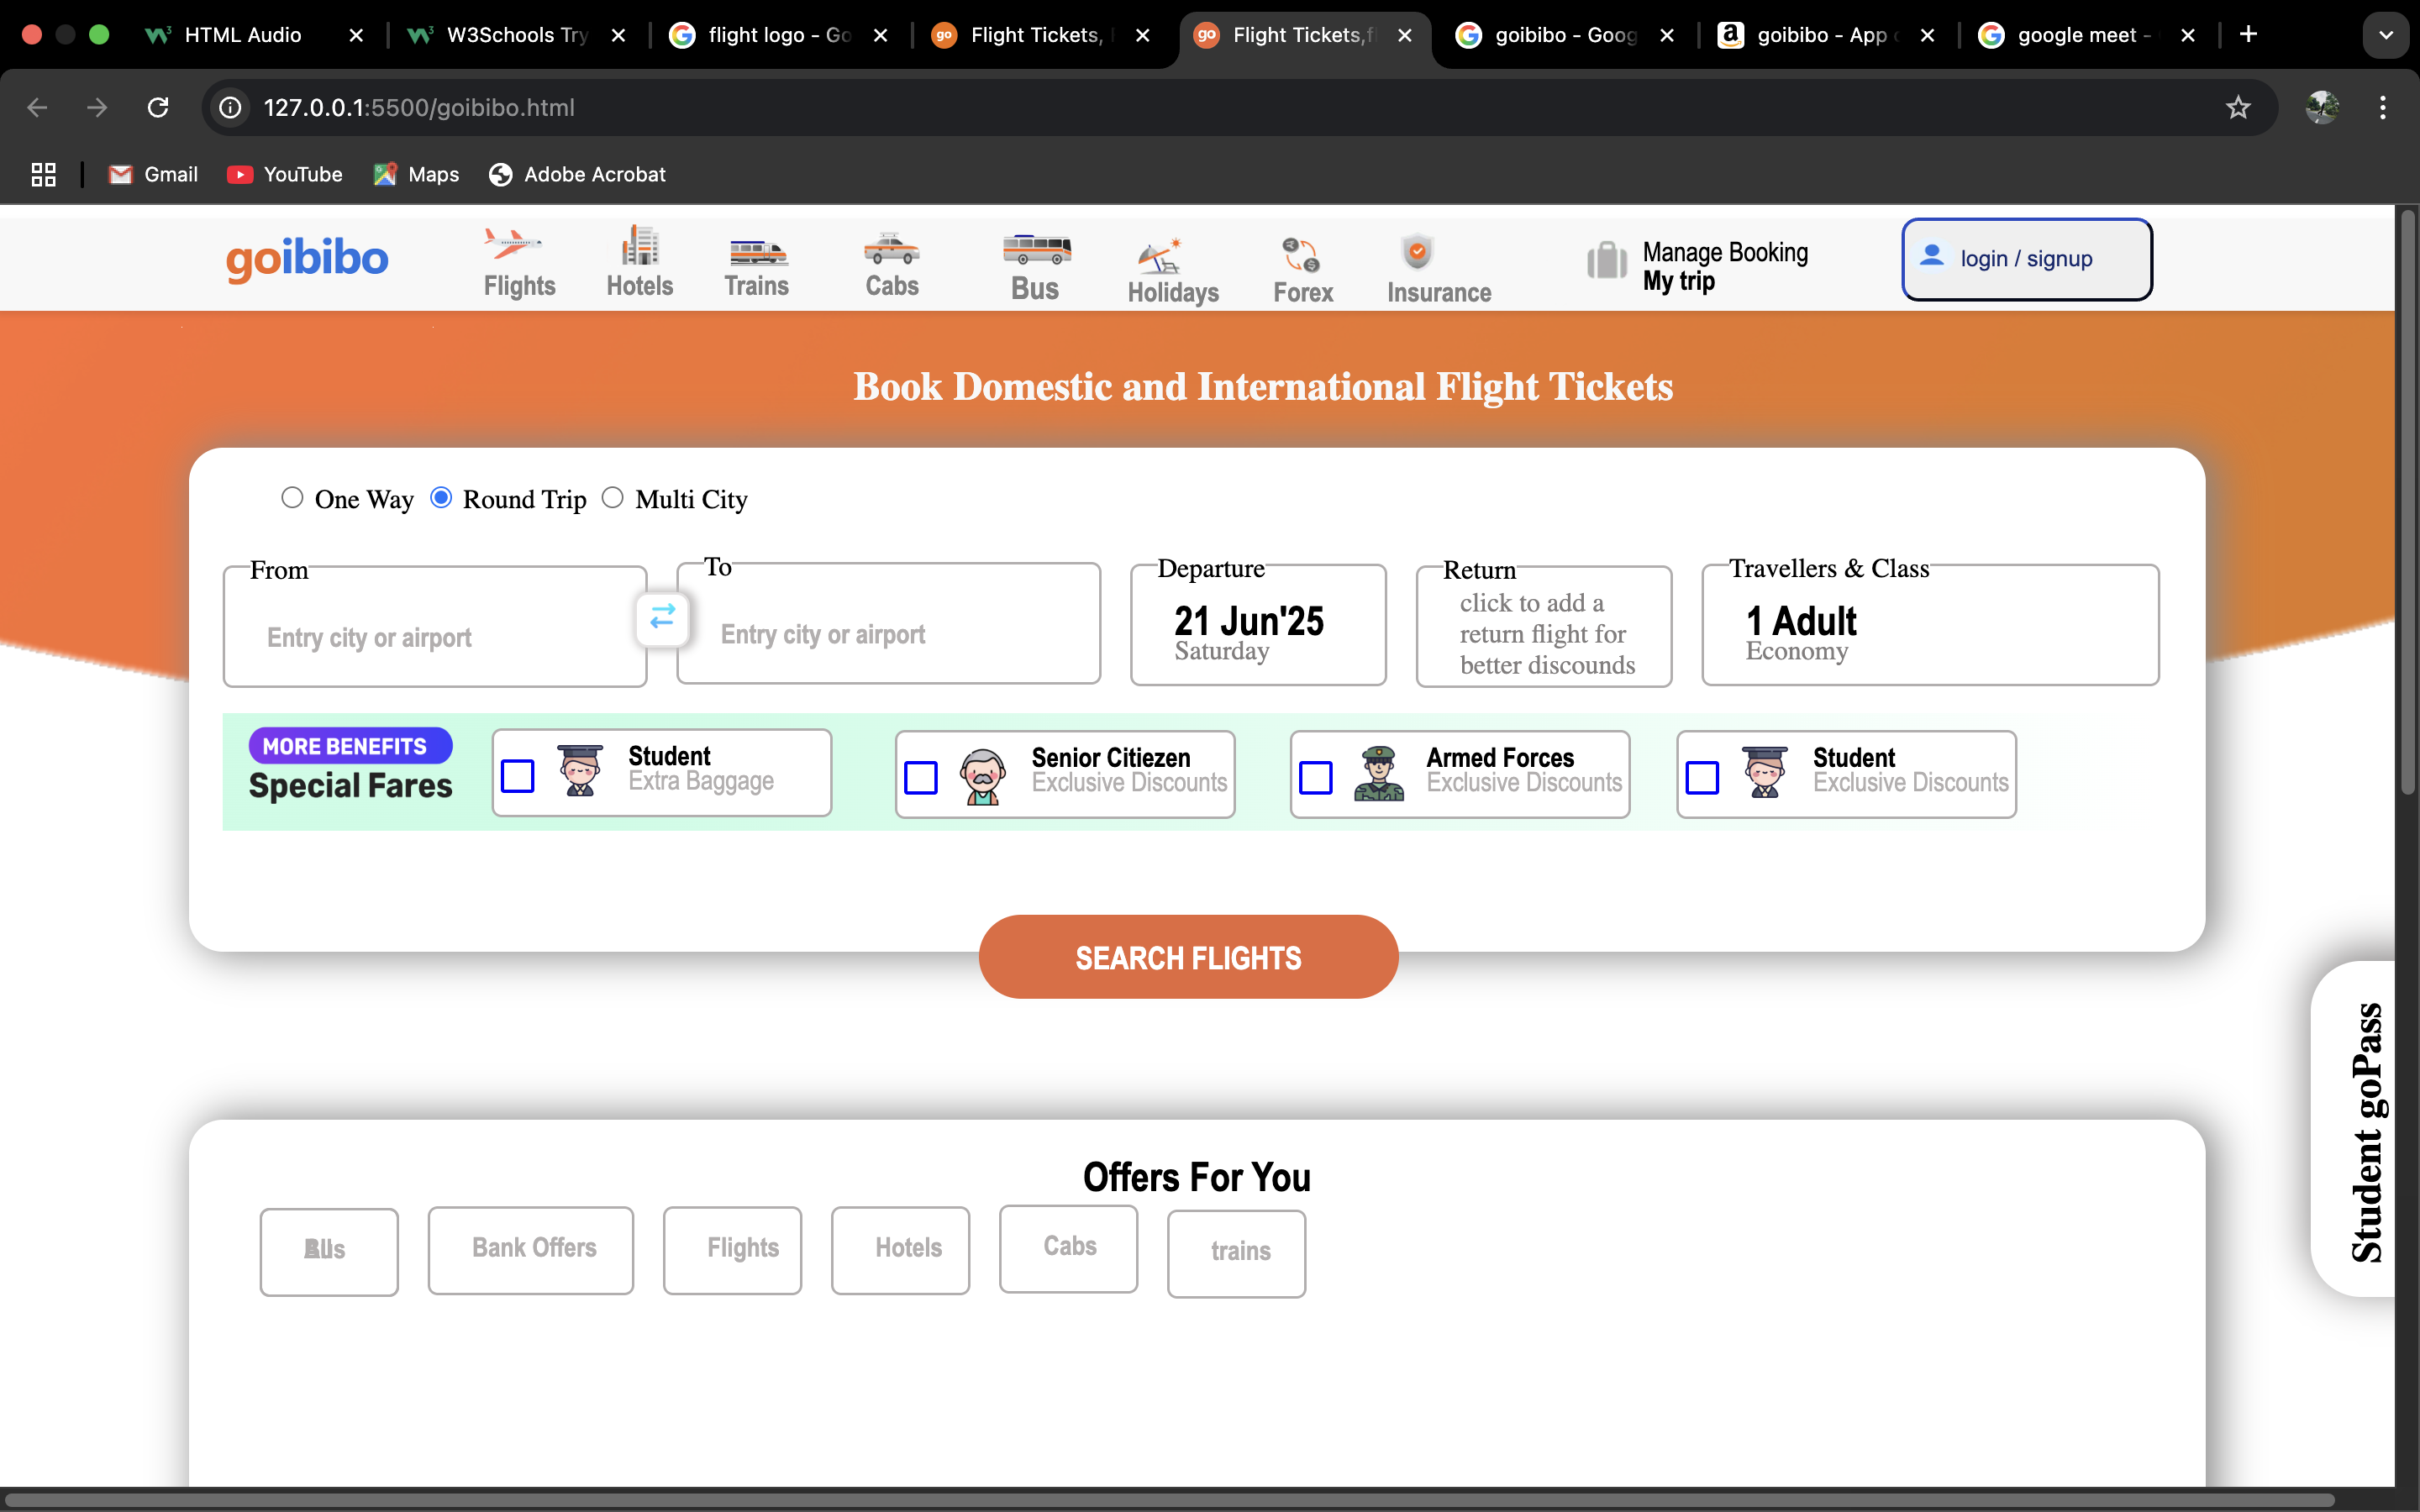 HTML Audio
W3Schools Try
flight logo - Go
Flight Tickets,
Flight Tickets,f
goibibo - Goog
goibibo - App
google meet -
127.0.0.1:5500/goibibo.html
Gmail
YouTube
Maps
Adobe Acrobat
goibibo
Flights
Hotels
Trains
Cabs
Bus
Holidays
Forex
Insurance
Manage Booking
My trip
login / signup
Book Domestic and International Flight Tickets
One Way
Round Trip
Multi City
From
Entry city or airport
To
Entry city or airport
Departure
21 Jun'25
Saturday
Return
click to add a
return flight for
better discounds
Travellers & Class
1 Adult
Economy
MORE BENEFITS
Special Fares
Student
Extra Baggage
Senior Citiezen
Exclusive Discounts
Armed Forces
Exclusive Discounts
Student
Exclusive Discounts
SEARCH FLIGHTS
Student goPass
Offers For You
Bank Offers
Flights
Hotels
Cabs
trains